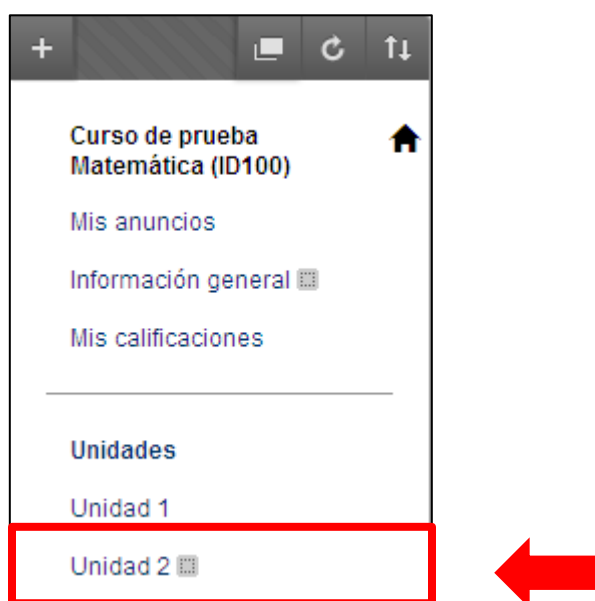 Curso de prueba
Matemática (ID100)
Mis anuncios
Información general
Mis calificaciones
Unidades
Unidad 1
Unidad 2